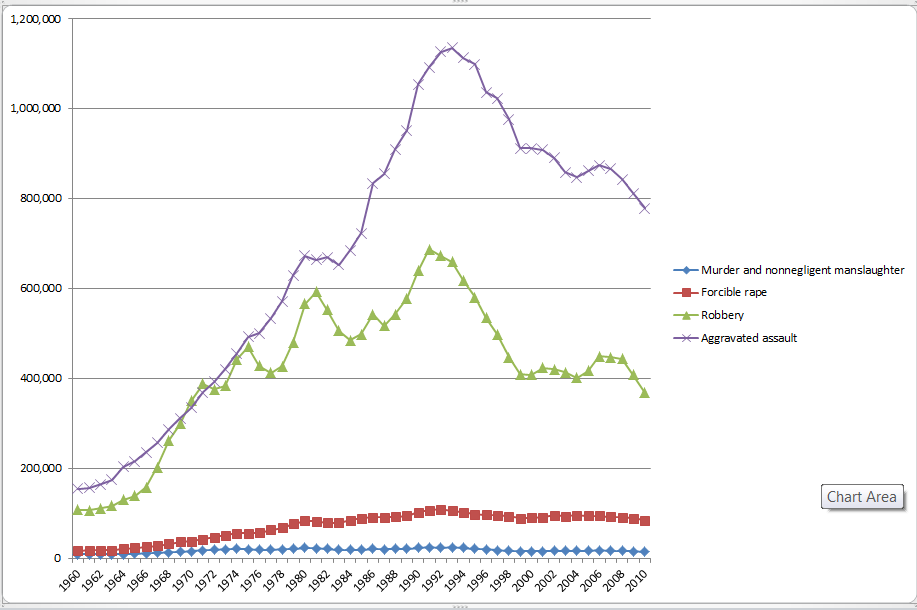 1,200,000
1,000,000
800,000
600,000
400,000
200,000
0
1960 1962 1964 1966 1968 1970 1972 1974 1976 1978 1980 1982 1984 1986 1988 1990 1992 1994 1996 1998 2000 2002 2004 2006 2008 2010
Murder and nonnegligent manslaughter
Forcible rape
Robbery
Aggravated assault
Chart Area